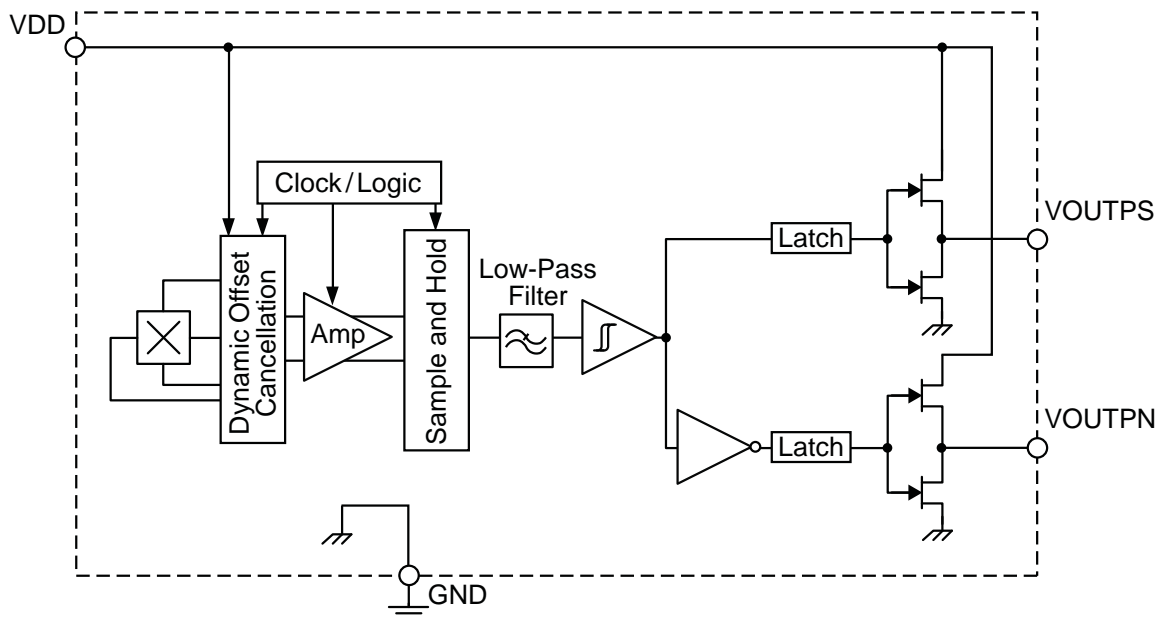 VDD
Clock/Logic
VOUTPS
Latch
Low-Pass
Filter
Dynamic Offset
Cancellation
Amp
Sample and Hold
VOUTPN
Latch
GND